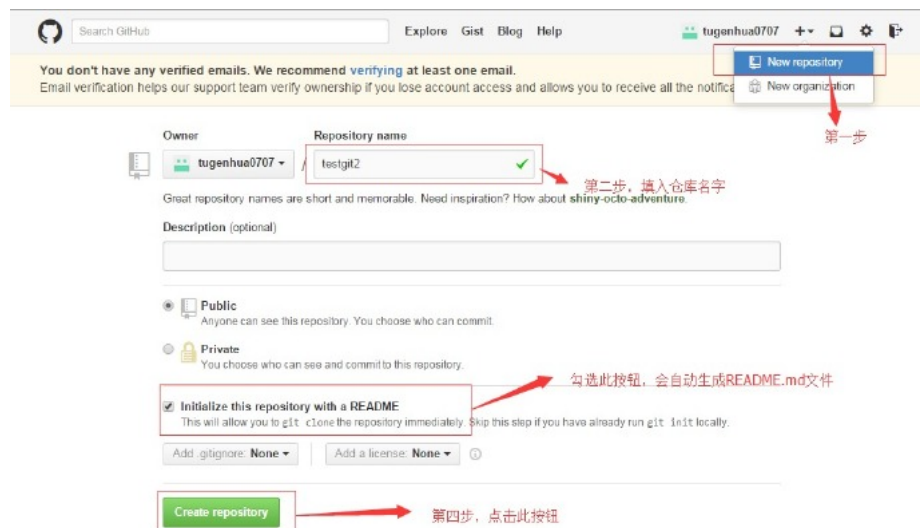 Search GitHub Explore Gist Blog Help tugenhua0707
You don't have any verified emails. We recommend verifying at least one email.
New repository
Email verification helps our support team verify ownership if you lose account access and allows you to receive all the notifica
New organization
第一步
Owner Repository name
tugenhua0707 / testgit2
第二步，填入仓库名字
Great repository names are short and memorable. Need inspiration? How about shiny-octo-adventure.
Description (optional)
Public
Anyone can see this repository. You choose who can commit.
Private
You choose who can see and commit to this repository.
勾选此按钮，会自动生成README.md文件
Initialize this repository with a README
This will allow you to git clone the repository immediately. Skip this step if you have already run git init locally.
Add .gitignore: None Add a license: None
Create repository
第四步，点击此按钮